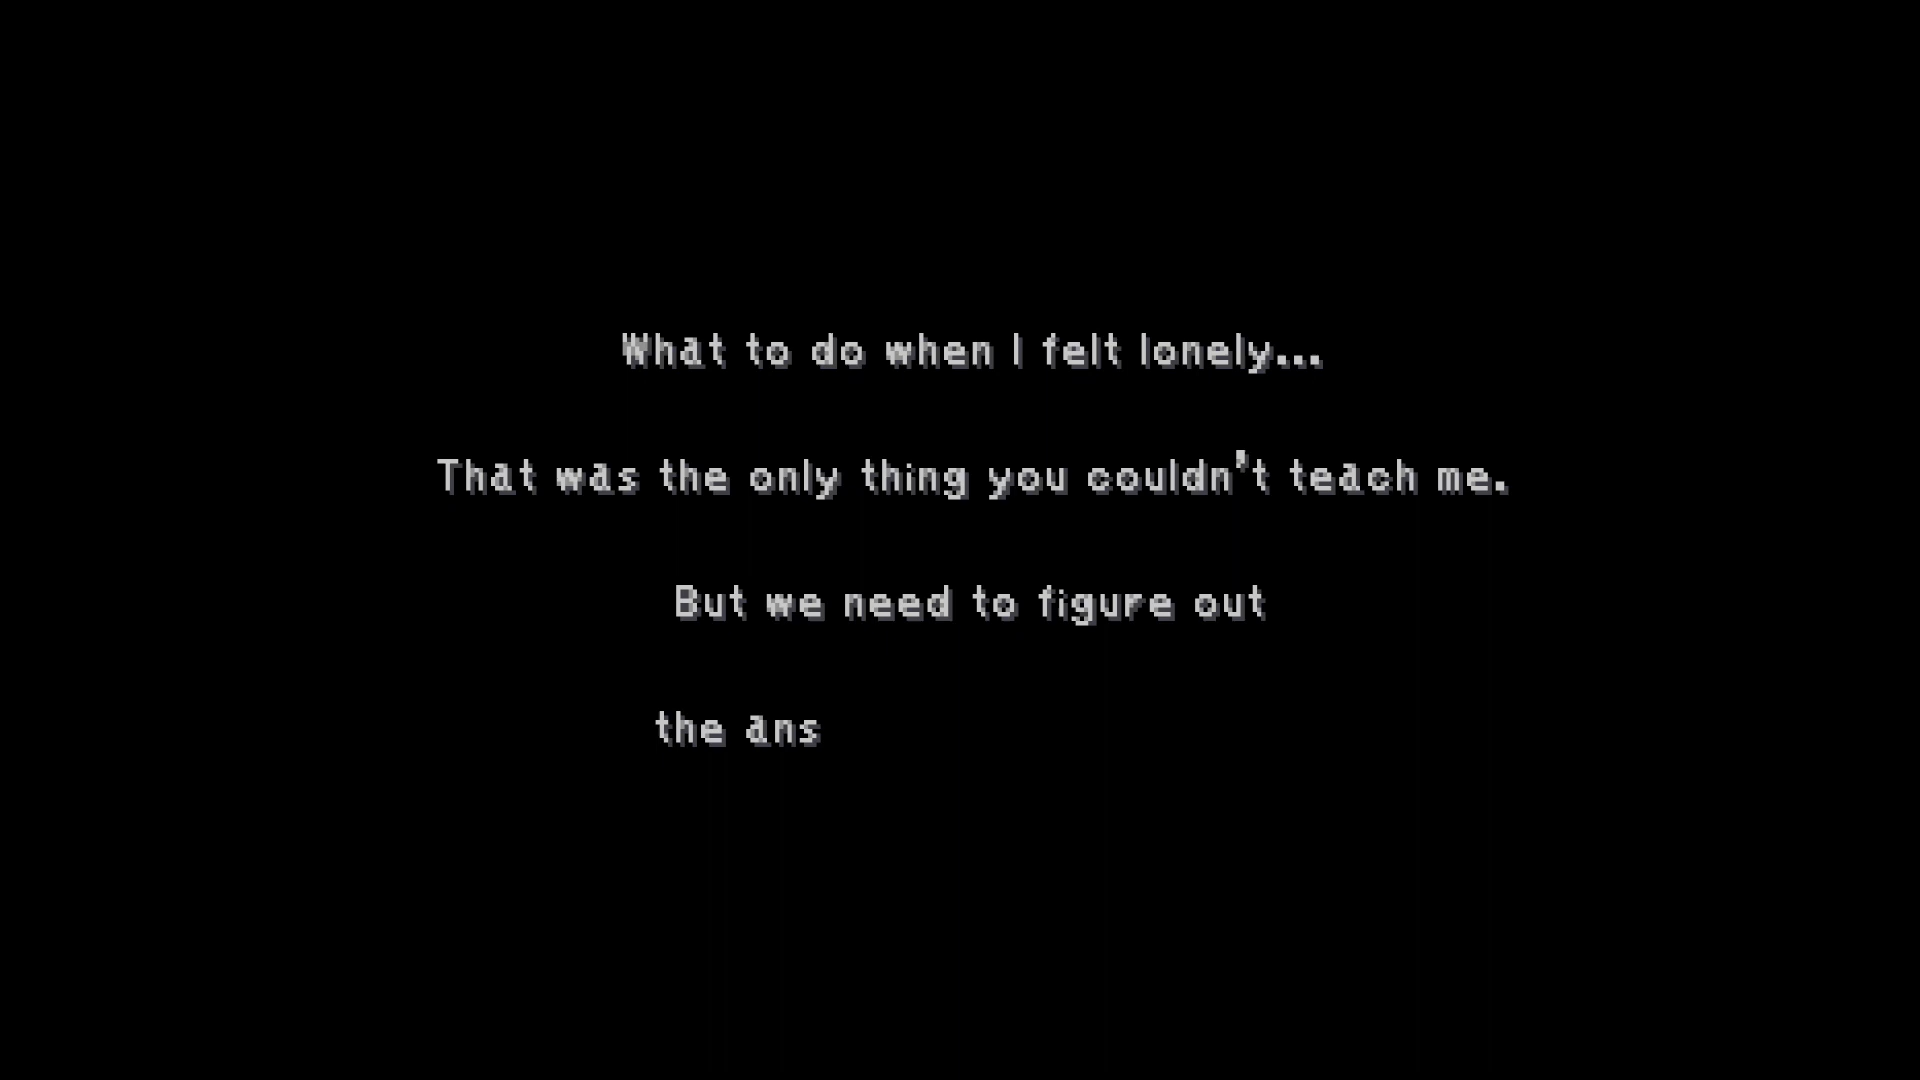 What to do when I felt lonely...
That was the only thing you couldn't teach me.
But we need to figure out
the ans